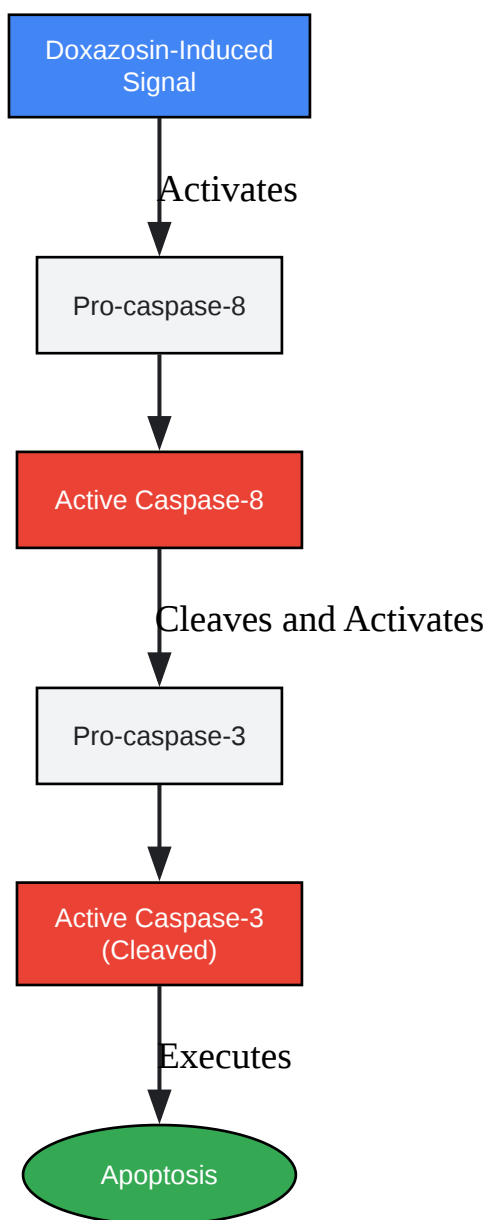 Doxazosin-Induced
Signal
Activates
Pro-caspase-8
Active Caspase-8
Cleaves and Activates
Pro-caspase-3
Active Caspase-3
(Cleaved)
Executes
Apoptosis